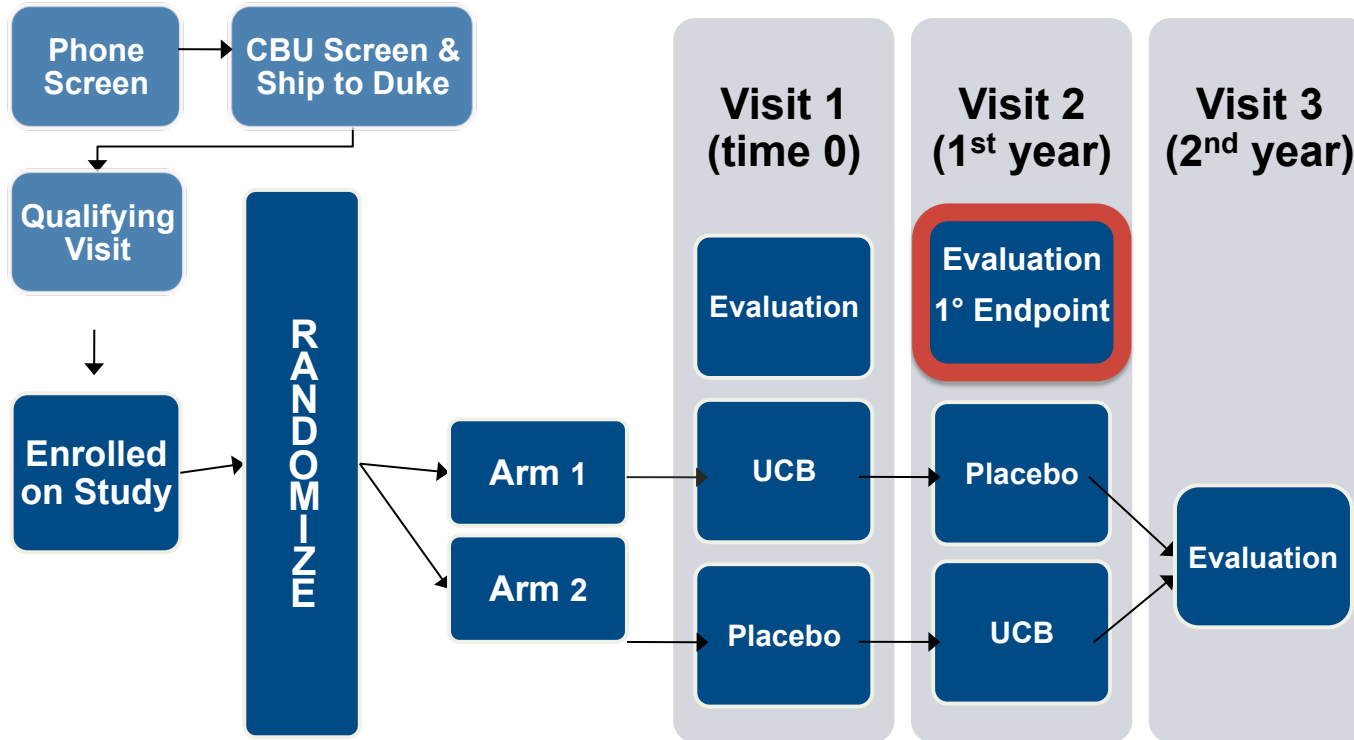 Phone
Screen
CBU Screen &
Ship to Duke
Qualifying
Visit
Enrolled
on Study
RANDOMIZE
Arm 1
Arm 2
Visit 1
(time 0)
Evaluation
UCB
Placebo
Visit 2
(1st year)
Evaluation
1° Endpoint
Placebo
UCB
Visit 3
(2nd year)
Evaluation